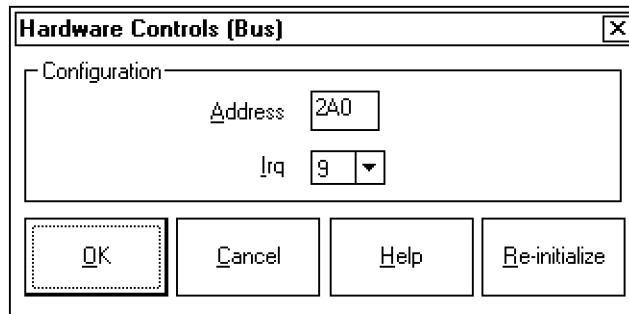 Hardware Controls (Bus)
Configuration
Address 2A0
Irq 9
OK Cancel Help Re-initialize